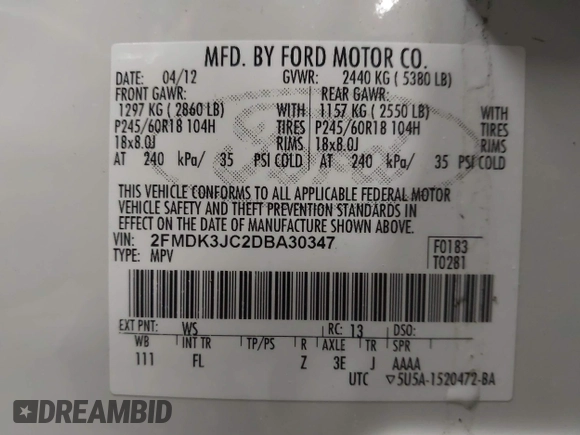 MFD. BY FORD MOTOR CO.
DATE: 04/12 GVWR: 2440 KG ( 5380 LB)
FRONT GAWR: REAR GAWR:
1297 KG ( 2860 LB) WITH 1157 KG ( 2550 LB) WITH
P245/60R18 104H TIRES P245/60R18 104H TIRES
18x8.0J RIMS 18x8.0J RIMS
AT 240 kPa/ 35 PSI COLD AT 240 kPa/ 35 PSI COLD
Ford
THIS VEHICLE CONFORMS TO ALL APPLICABLE FEDERAL MOTOR
VEHICLE SAFETY AND THEFT PREVENTION STANDARDS IN
EFFECT ON THE DATE OF MANUFACTURE SHOWN ABOVE.
VIN: 2FMDK3JC2DBA30347 F0183
TYPE: MPV T0281
EXT PNT: WS RC: 13 DSO:
WB INT TR TP/PS R AXLE TR SPR
111 FL Z 3E J AAAA
UTC ▽5U5A-1520472-BA
DREAMBID